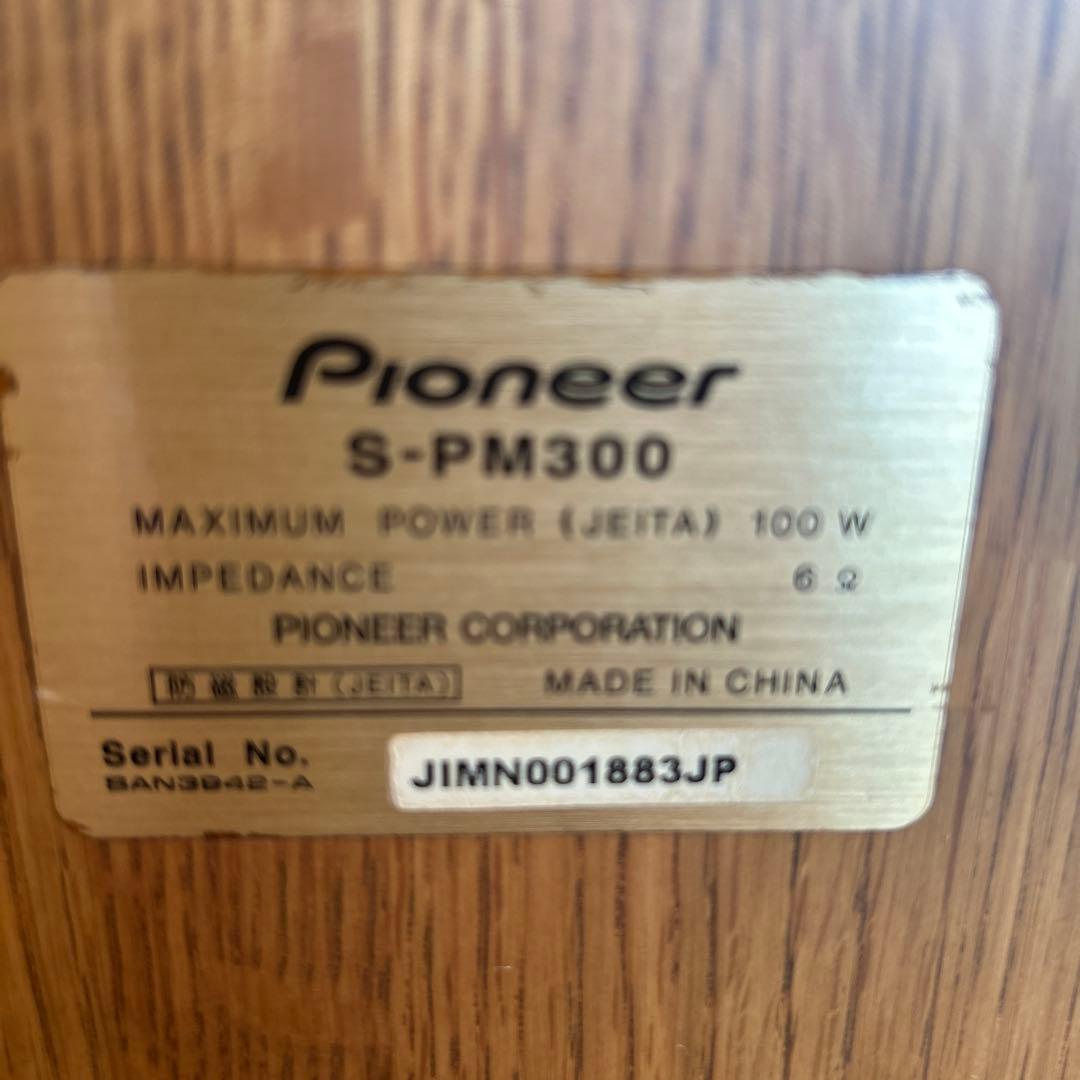 Pioneer
S-PM300
MAXIMUM POWER (JEITA) 100 W
IMPEDANCE 6 Ω
PIONEER CORPORATION
防磁設計(JEITA) MADE IN CHINA
Serial No. JIMN001883JP
SAN3942-A